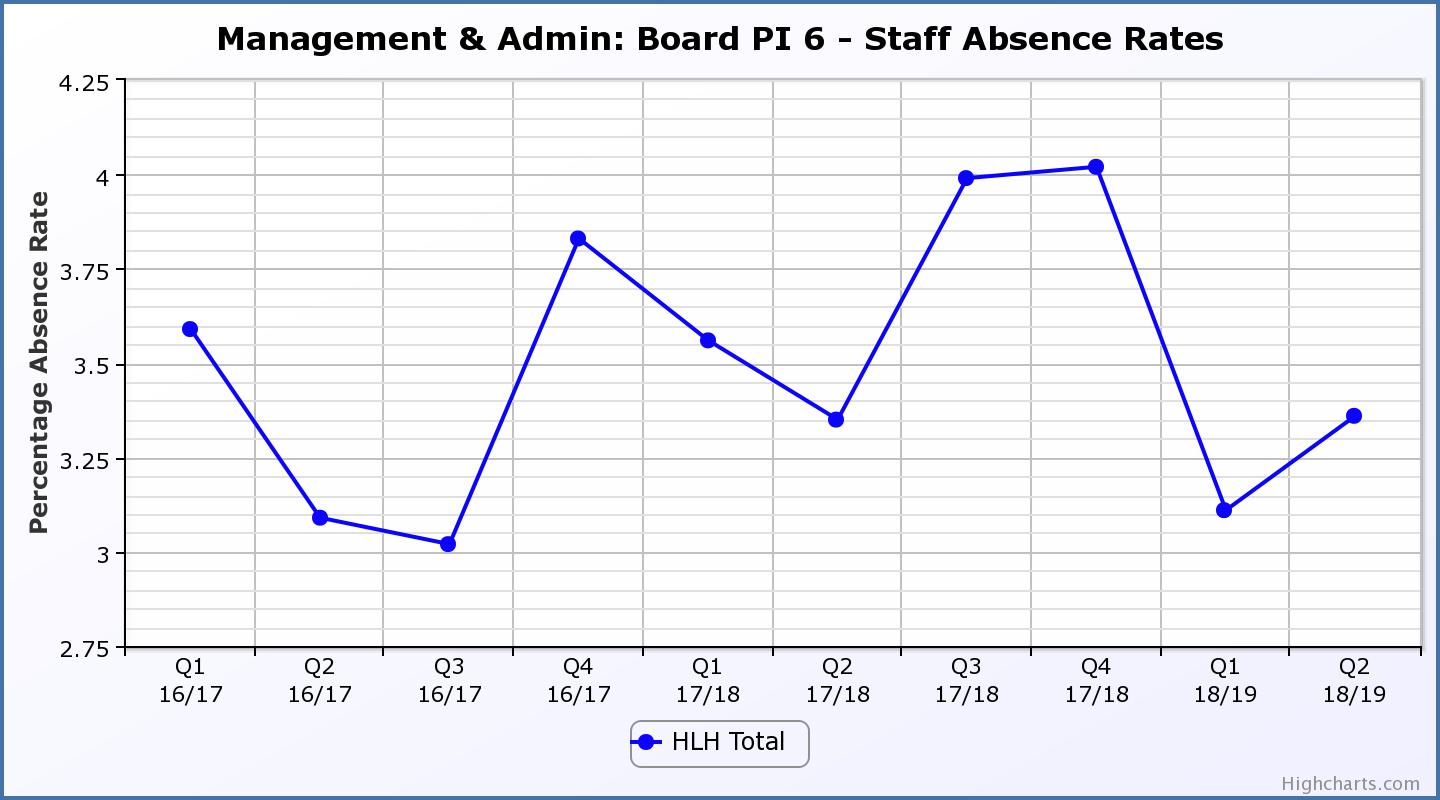 Management & Admin: Board PI 6 - Staff Absence Rates
Percentage Absence Rate
4.25
4
3.75
3.5
3.25
3
2.75
Q1 Q2 Q3 Q4 Q1 Q2 Q3 Q4 Q1 Q2
16/17 16/17 16/17 16/17 17/18 17/18 17/18 17/18 18/19 18/19
HLH Total
Highcharts.com